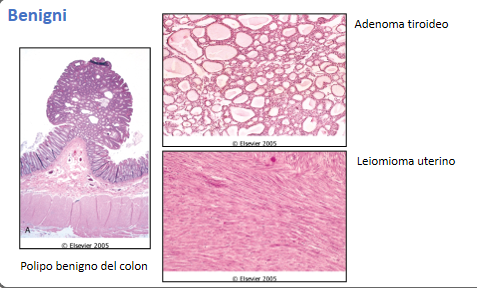 Benigni
Adenoma tiroideo
© Elsevier 2005
Leiomioma uterino
A
© Elsevier 2005
Polipo benigno del colon
© Elsevier 2005